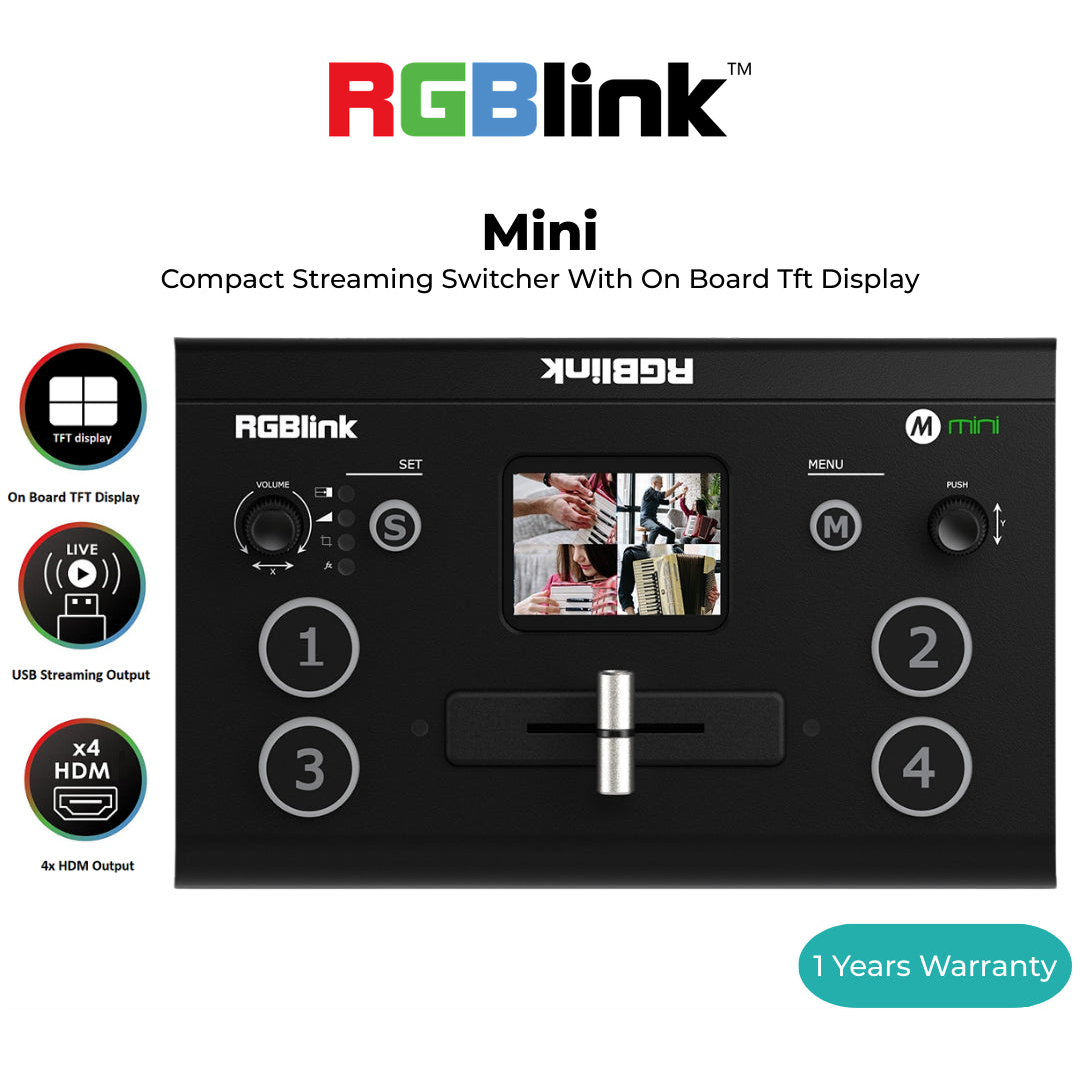 RGBlink™
Mini
Compact Streaming Switcher With On Board Tft Display
TFT display
On Board TFT Display
LIVE
USB Streaming Output
x4
HDM
4x HDM Output
RGBlink
RGBlink
M mini
SET
MENU
VOLUME
PUSH
S
M
X
Y
fx
1
2
3
4
1 Years Warranty